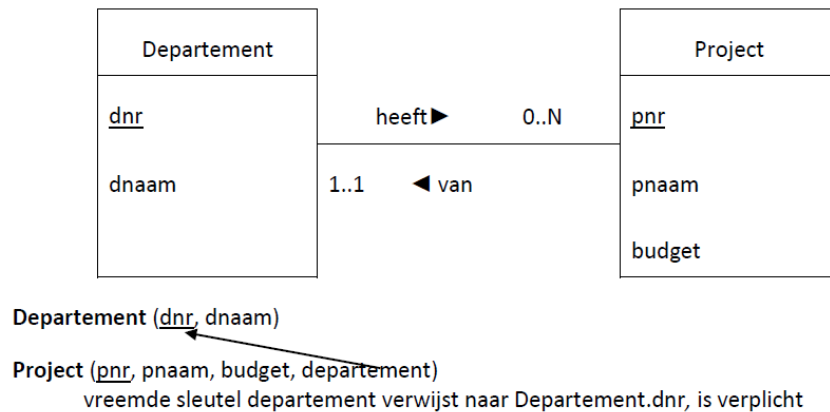 Departement
Project
dnr
heeft►
0..N
pnr
dnaam
1..1
◄ van
pnaam
budget
Departement (dnr, dnaam)
Project (pnr, pnaam, budget, departement)
vreemde sleutel departement verwijst naar Departement.dnr, is verplicht